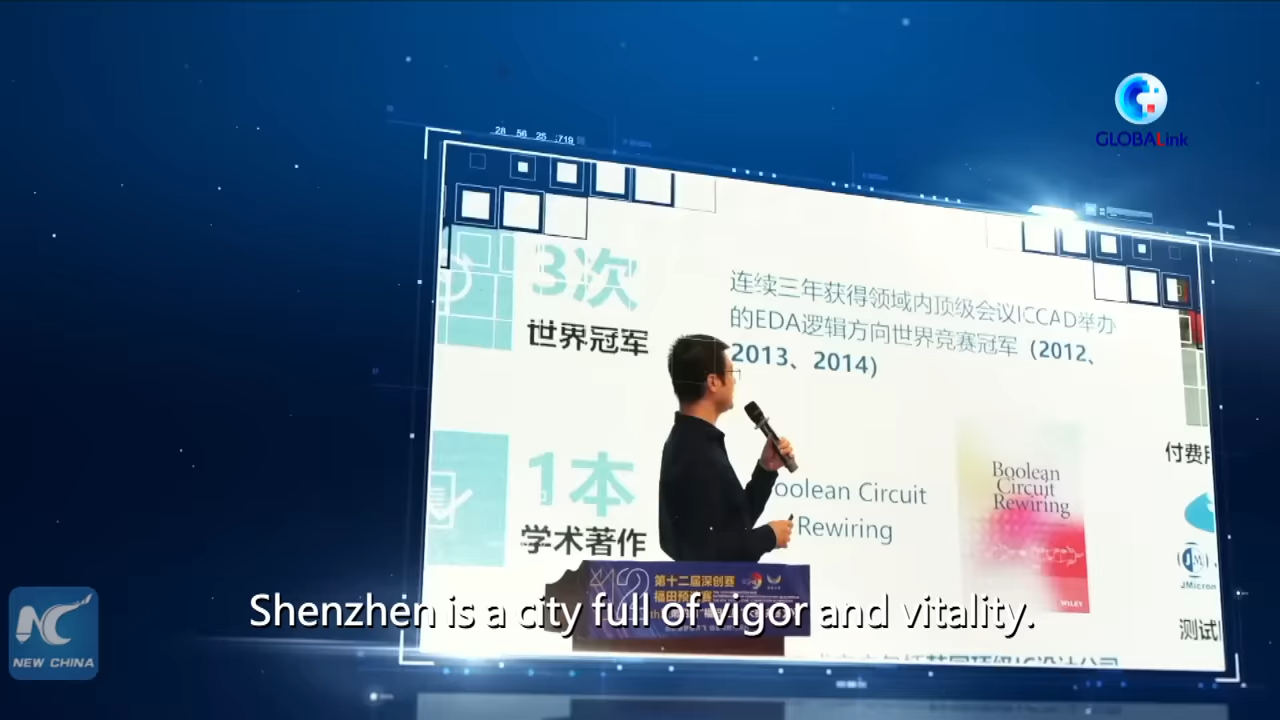 28 56 25 :719
GLOBALink
3次
世界冠军
连续三年获得领域内顶级会议ICCAD举办
的EDA逻辑方向世界竞赛冠军（2012、
2013、2014）
1本
学术著作
oolean Circuit
Rewiring
Boolean
Circuit
Rewiring
WILEY
付费
JMicron
测试
第十二届深创赛
福田预
Shenzhen is a city full of vigor and vitality.
NEW CHINA